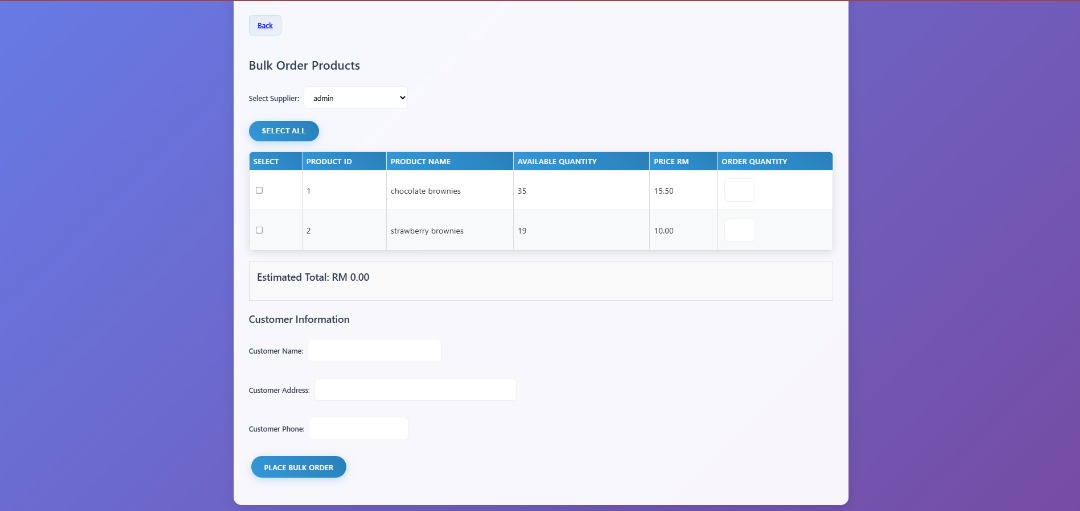 Back
Bulk Order Products
Select Supplier: admin
SELECT ALL
SELECT PRODUCT ID PRODUCT NAME AVAILABLE QUANTITY PRICE RM ORDER QUANTITY
1 chocolate brownies 35 15.50
2 strawberry brownies 19 10.00
Estimated Total: RM 0.00
Customer Information
Customer Name:
Customer Address:
Customer Phone:
PLACE BULK ORDER